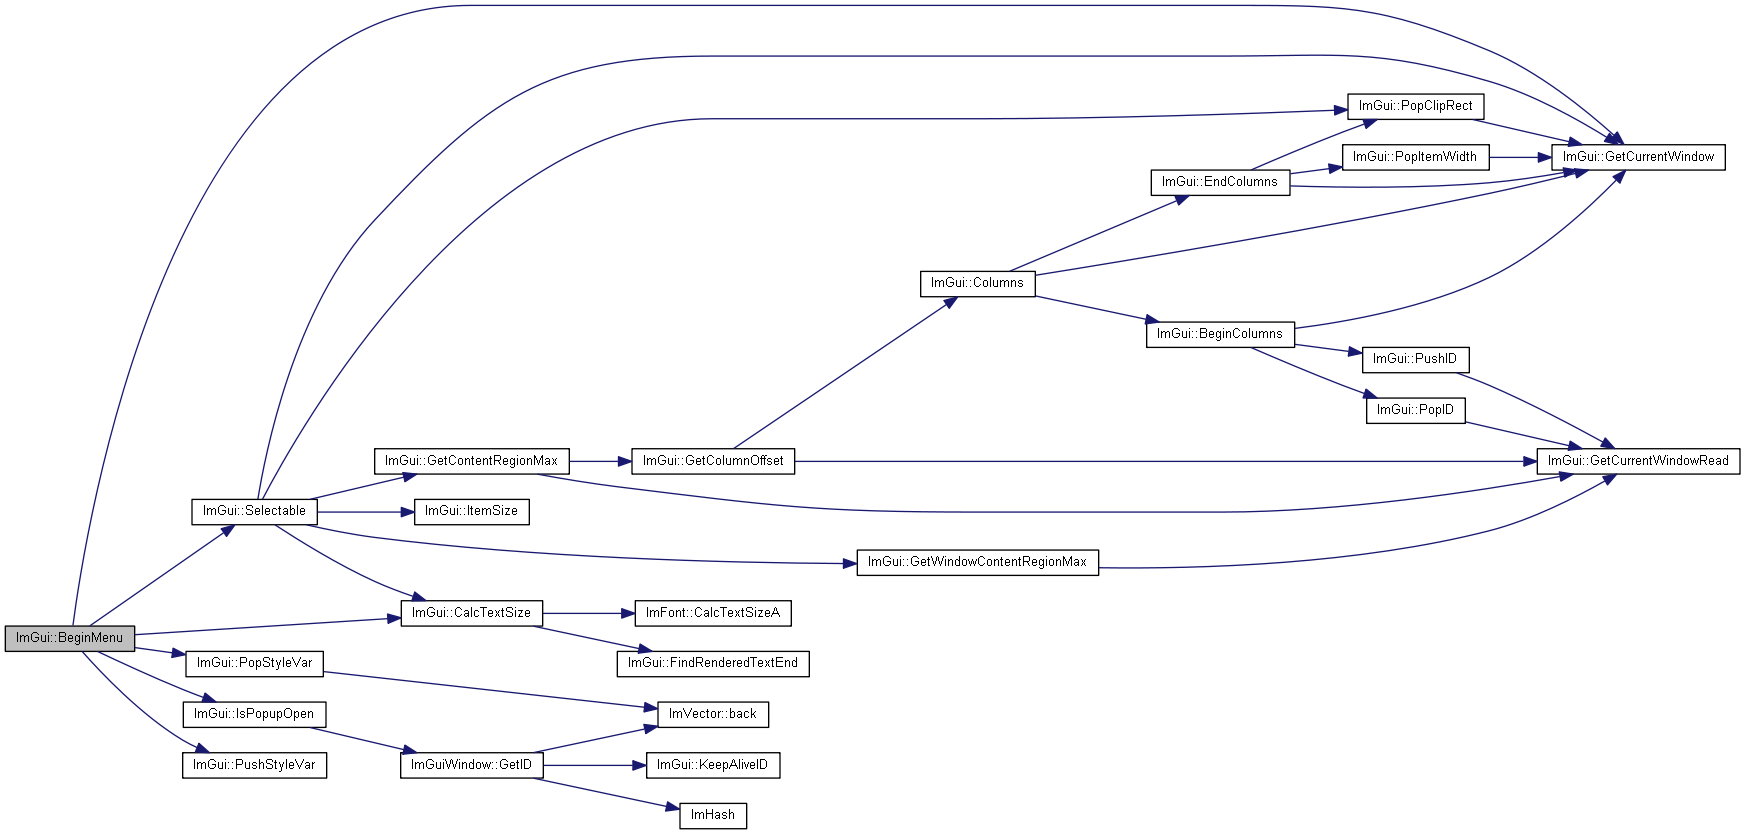 ImGui::PopClipRect
ImGui::GetCurrentWindow
ImGui::PopItemWidth
ImGui::EndColumns
ImGui::Columns
ImGui::BeginColumns
ImGui::PushID
ImGui::PopID
ImGui::GetContentRegionMax
ImGui::GetColumnOffset
ImGui::GetCurrentWindowRead
ImGui::Selectable
ImGui::ItemSize
ImGui::GetWindowContentRegionMax
ImGui::CalcTextSize
ImFont::CalcTextSizeA
ImGui::BeginMenu
ImGui::PopStyleVar
ImGui::FindRenderedTextEnd
ImGui::IsPopupOpen
ImVector::back
ImGui::PushStyleVar
ImGuiWindow::GetID
ImGui::KeepAliveID
ImHash